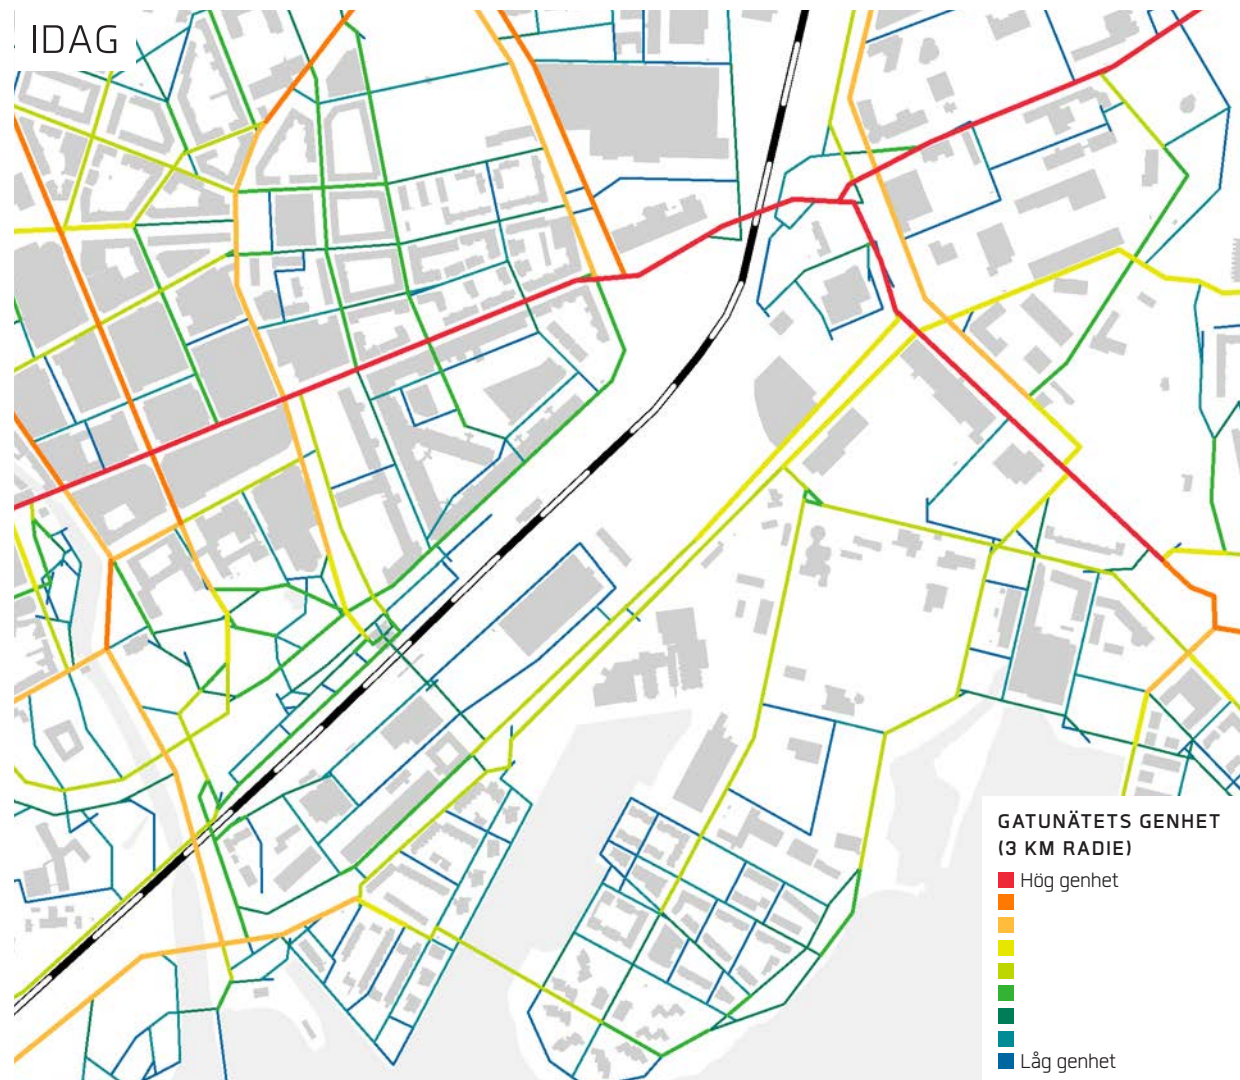 IDAG
GATUNÄTETS GENHET
(3 KM RADIE)
Hög genhet
Låg genhet